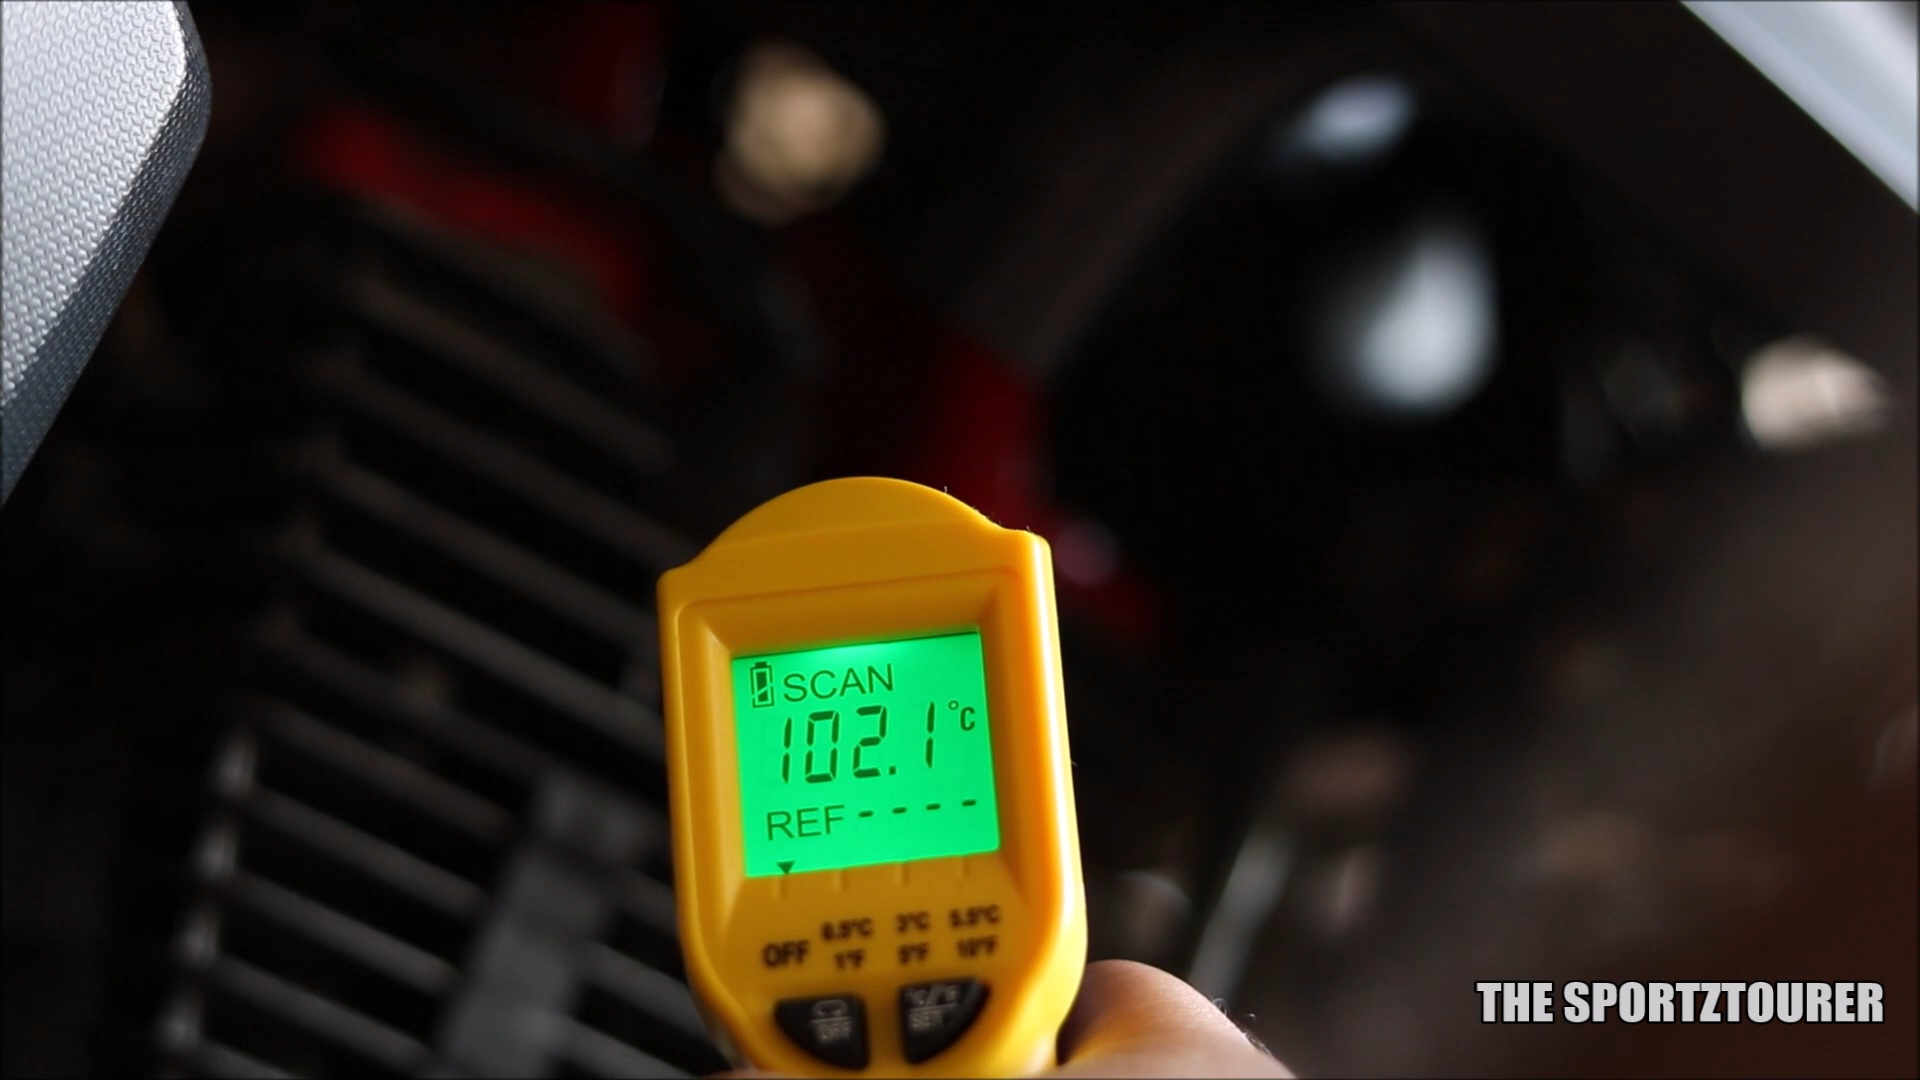 SCAN
102.1 °C
REF ----
OFF 0.5°C 3°C 5.5°C
1°F 5°F 10°F
THE SPORTZTOURER